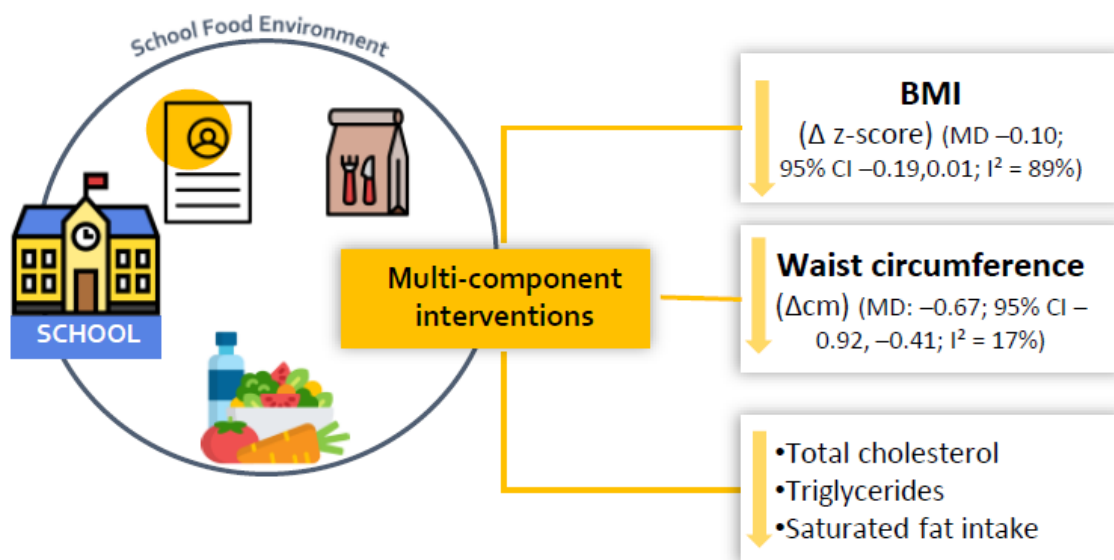 School Food Environment
SCHOOL
Multi-component
interventions
BMI
(Δ z-score) (MD –0.10;
95% CI –0.19,0.01; I² = 89%)
Waist circumference
(Δcm) (MD: –0.67; 95% CI –
0.92, –0.41; I² = 17%)
•Total cholesterol
•Triglycerides
•Saturated fat intake